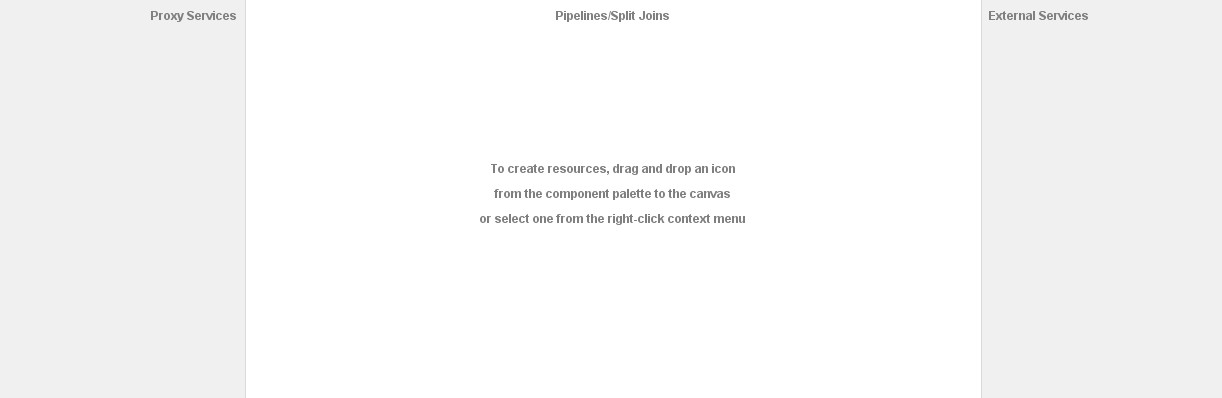 Proxy Services
Pipelines/Split Joins
External Services
To create resources, drag and drop an icon
from the component palette to the canvas
or select one from the right-click context menu